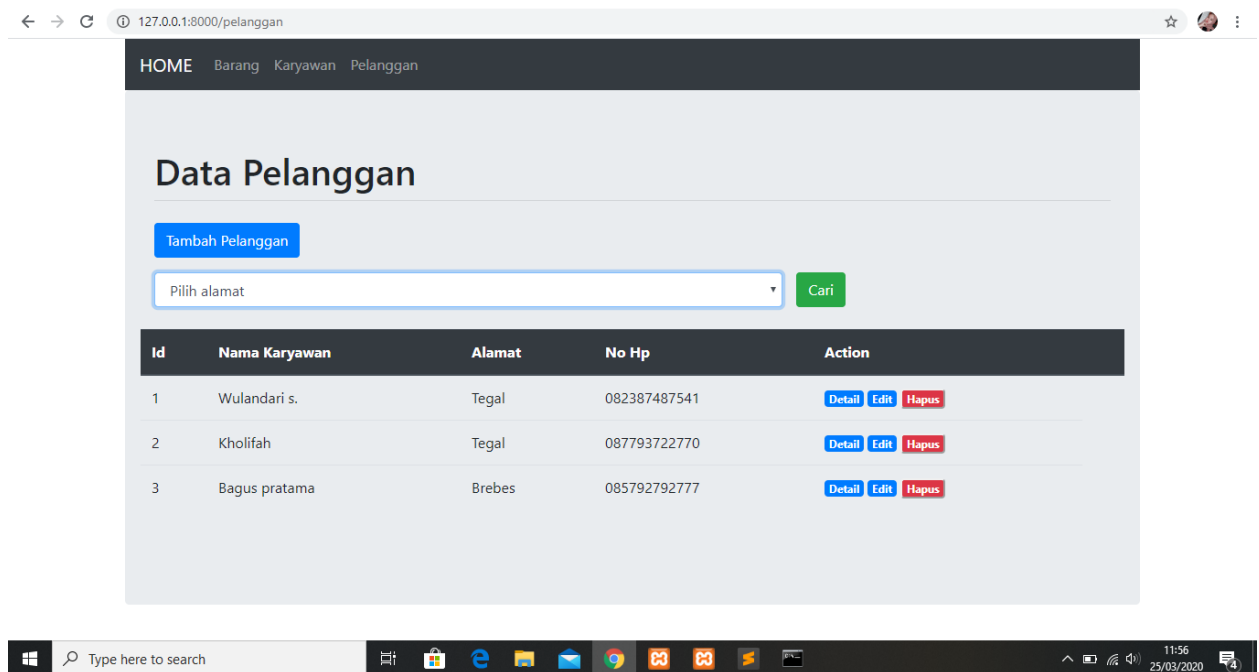 127.0.0.1:8000/pelanggan
HOME Barang Karyawan Pelanggan
Data Pelanggan
Tambah Pelanggan
Pilih alamat Cari
Id Nama Karyawan Alamat No Hp Action
1 Wulandari s. Tegal 082387487541 Detail Edit Hapus
2 Kholifah Tegal 087793722770 Detail Edit Hapus
3 Bagus pratama Brebes 085792792777 Detail Edit Hapus
Type here to search
11:56
25/03/2020
4